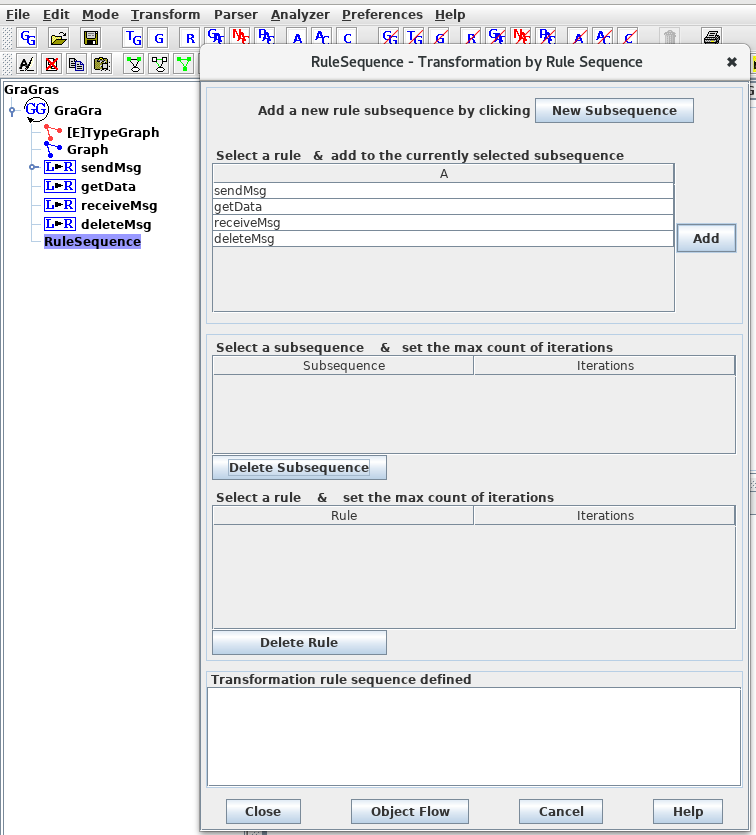 File Edit Mode Transform Parser Analyzer Preferences Help
RuleSequence - Transformation by Rule Sequence
GraGras
GraGra
[E]TypeGraph
Graph
sendMsg
getData
receiveMsg
deleteMsg
RuleSequence
Add a new rule subsequence by clicking New Subsequence
Select a rule & add to the currently selected subsequence
A
sendMsg
getData
receiveMsg
deleteMsg
Add
Select a subsequence & set the max count of iterations
Subsequence Iterations
Delete Subsequence
Select a rule & set the max count of iterations
Rule Iterations
Delete Rule
Transformation rule sequence defined
Close Object Flow Cancel Help